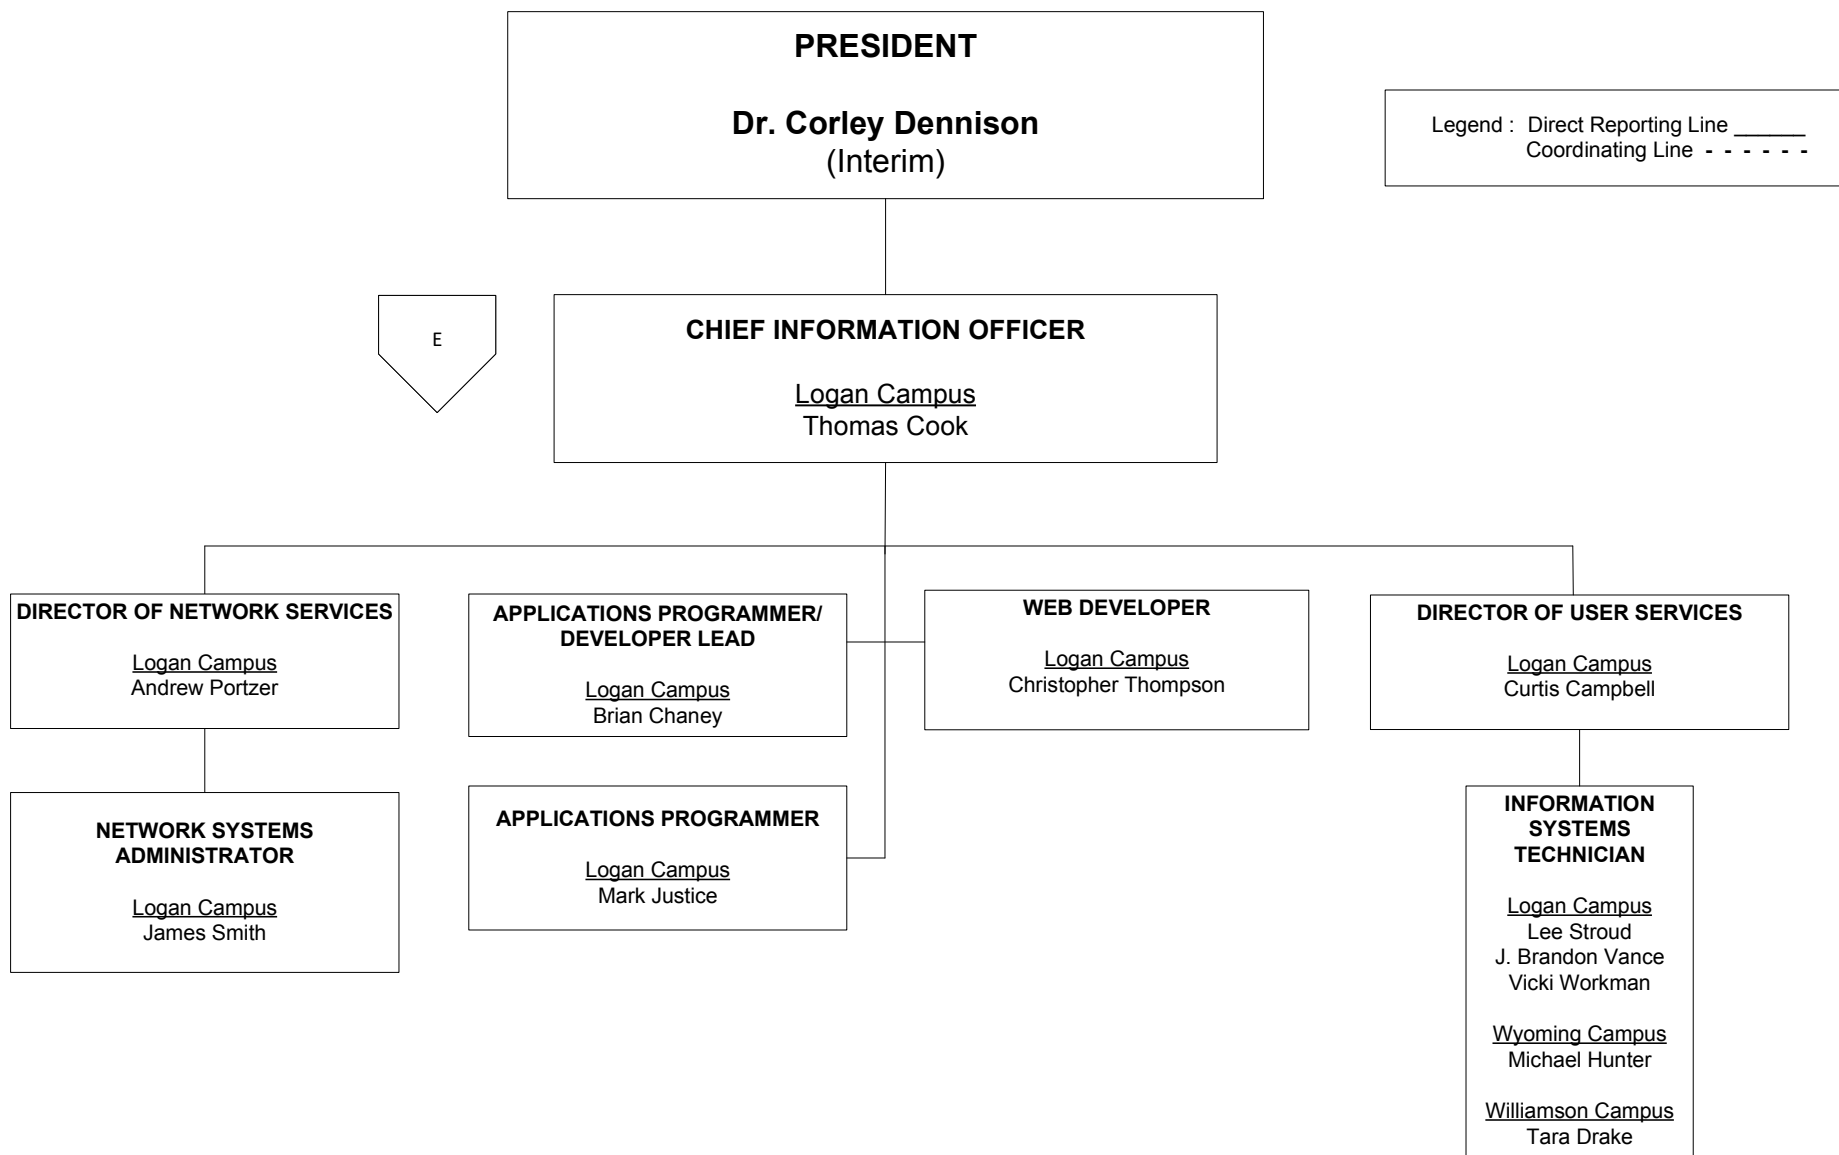 PRESIDENT
Dr. Corley Dennison
(Interim)
Legend : Direct Reporting Line ______
Coordinating Line - - - - - -
E
CHIEF INFORMATION OFFICER
Logan Campus
Thomas Cook
DIRECTOR OF NETWORK SERVICES
Logan Campus
Andrew Portzer
APPLICATIONS PROGRAMMER/
DEVELOPER LEAD
Logan Campus
Brian Chaney
WEB DEVELOPER
Logan Campus
Christopher Thompson
DIRECTOR OF USER SERVICES
Logan Campus
Curtis Campbell
NETWORK SYSTEMS
ADMINISTRATOR
Logan Campus
James Smith
APPLICATIONS PROGRAMMER
Logan Campus
Mark Justice
INFORMATION
SYSTEMS
TECHNICIAN
Logan Campus
Lee Stroud
J. Brandon Vance
Vicki Workman
Wyoming Campus
Michael Hunter
Williamson Campus
Tara Drake